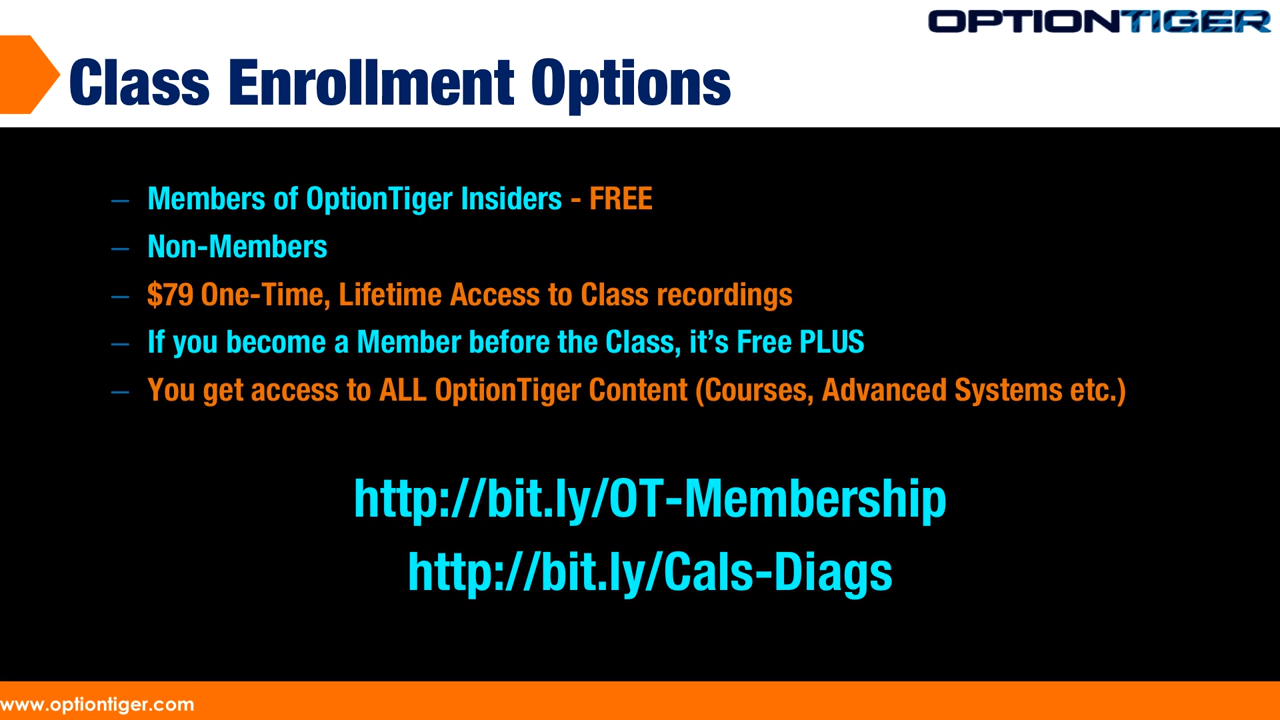 OPTIONTIGER
Class Enrollment Options
– Members of OptionTiger Insiders - FREE
– Non-Members
– $79 One-Time, Lifetime Access to Class recordings
– If you become a Member before the Class, it’s Free PLUS
– You get access to ALL OptionTiger Content (Courses, Advanced Systems etc.)
http://bit.ly/OT-Membership
http://bit.ly/Cals-Diags
www.optiontiger.com